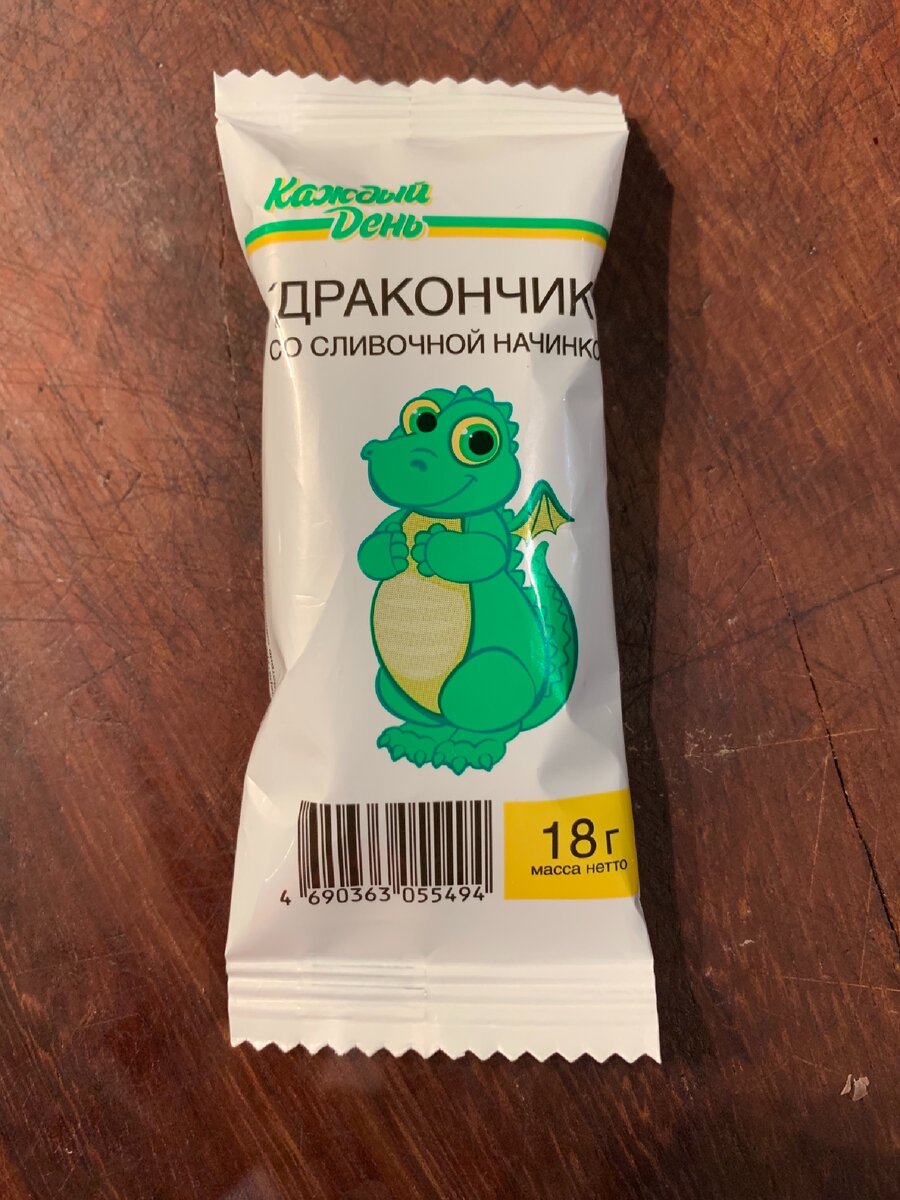 Каждый
День
"ДРАКОНЧИК
СО СЛИВОЧНОЙ НАЧИНКО
18 г
масса нетто
4 690363 055494